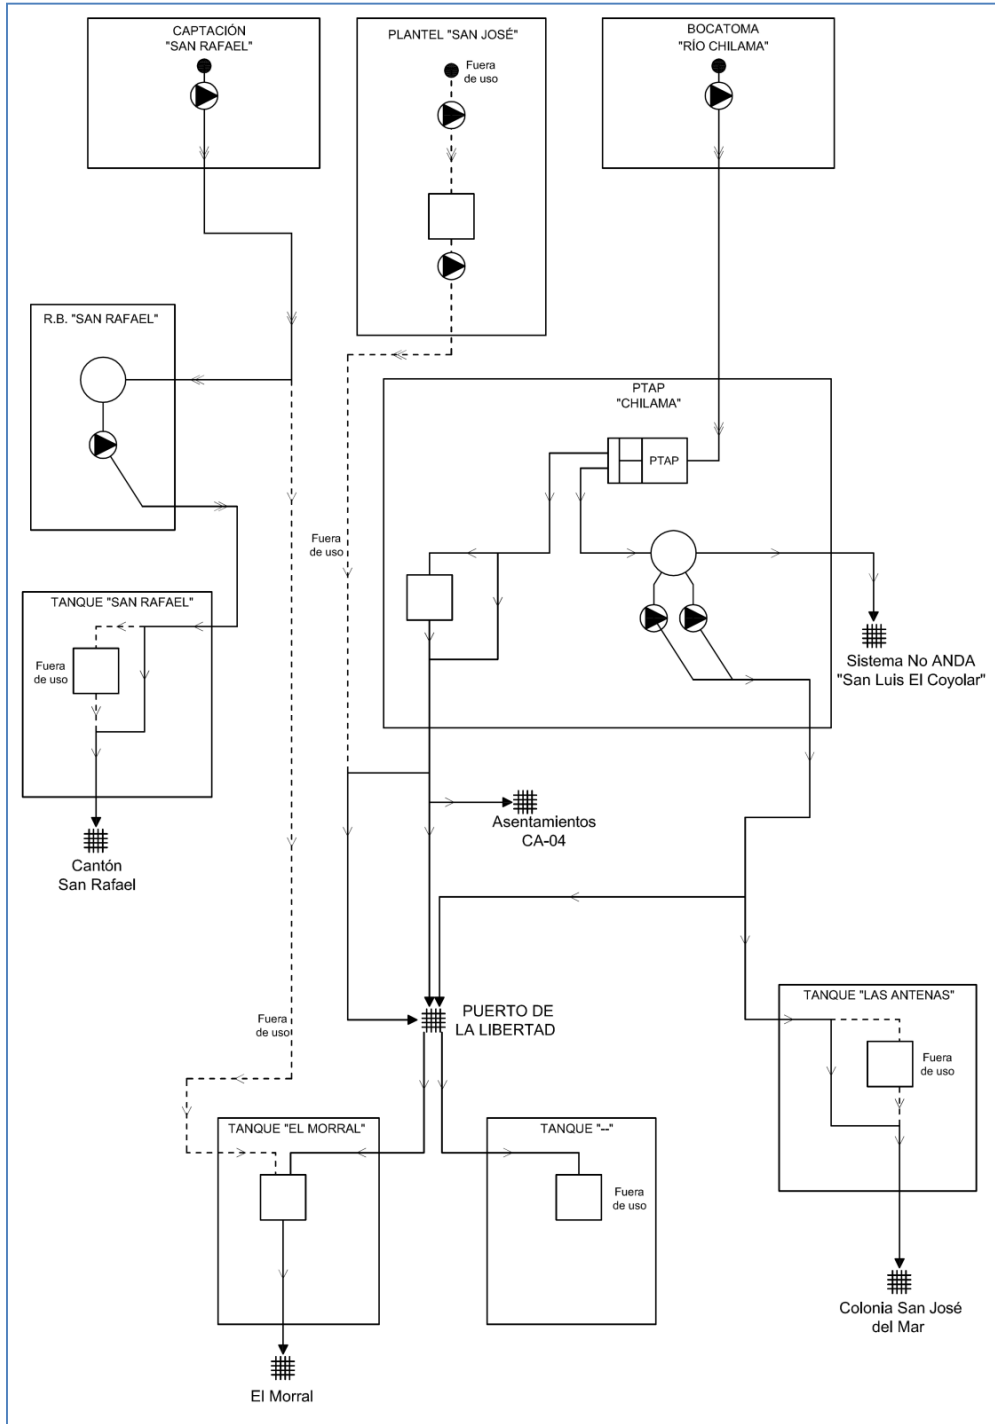 CAPTACIÓN
"SAN RAFAEL"
PLANTEL "SAN JOSÉ"
Fuera
de uso
BOCATOMA
"RÍO CHILAMA"
R.B. "SAN RAFAEL"
PTAP
"CHILAMA"
PTAP
Fuera
de uso
TANQUE "SAN RAFAEL"
Fuera
de uso
Sistema No ANDA
"San Luis El Coyolar"
Asentamientos
CA-04
Cantón
San Rafael
PUERTO DE
LA LIBERTAD
TANQUE "LAS ANTENAS"
Fuera
de uso
Fuera
de uso
TANQUE "EL MORRAL"
TANQUE "--"
Fuera
de uso
Colonia San José
del Mar
El Morral